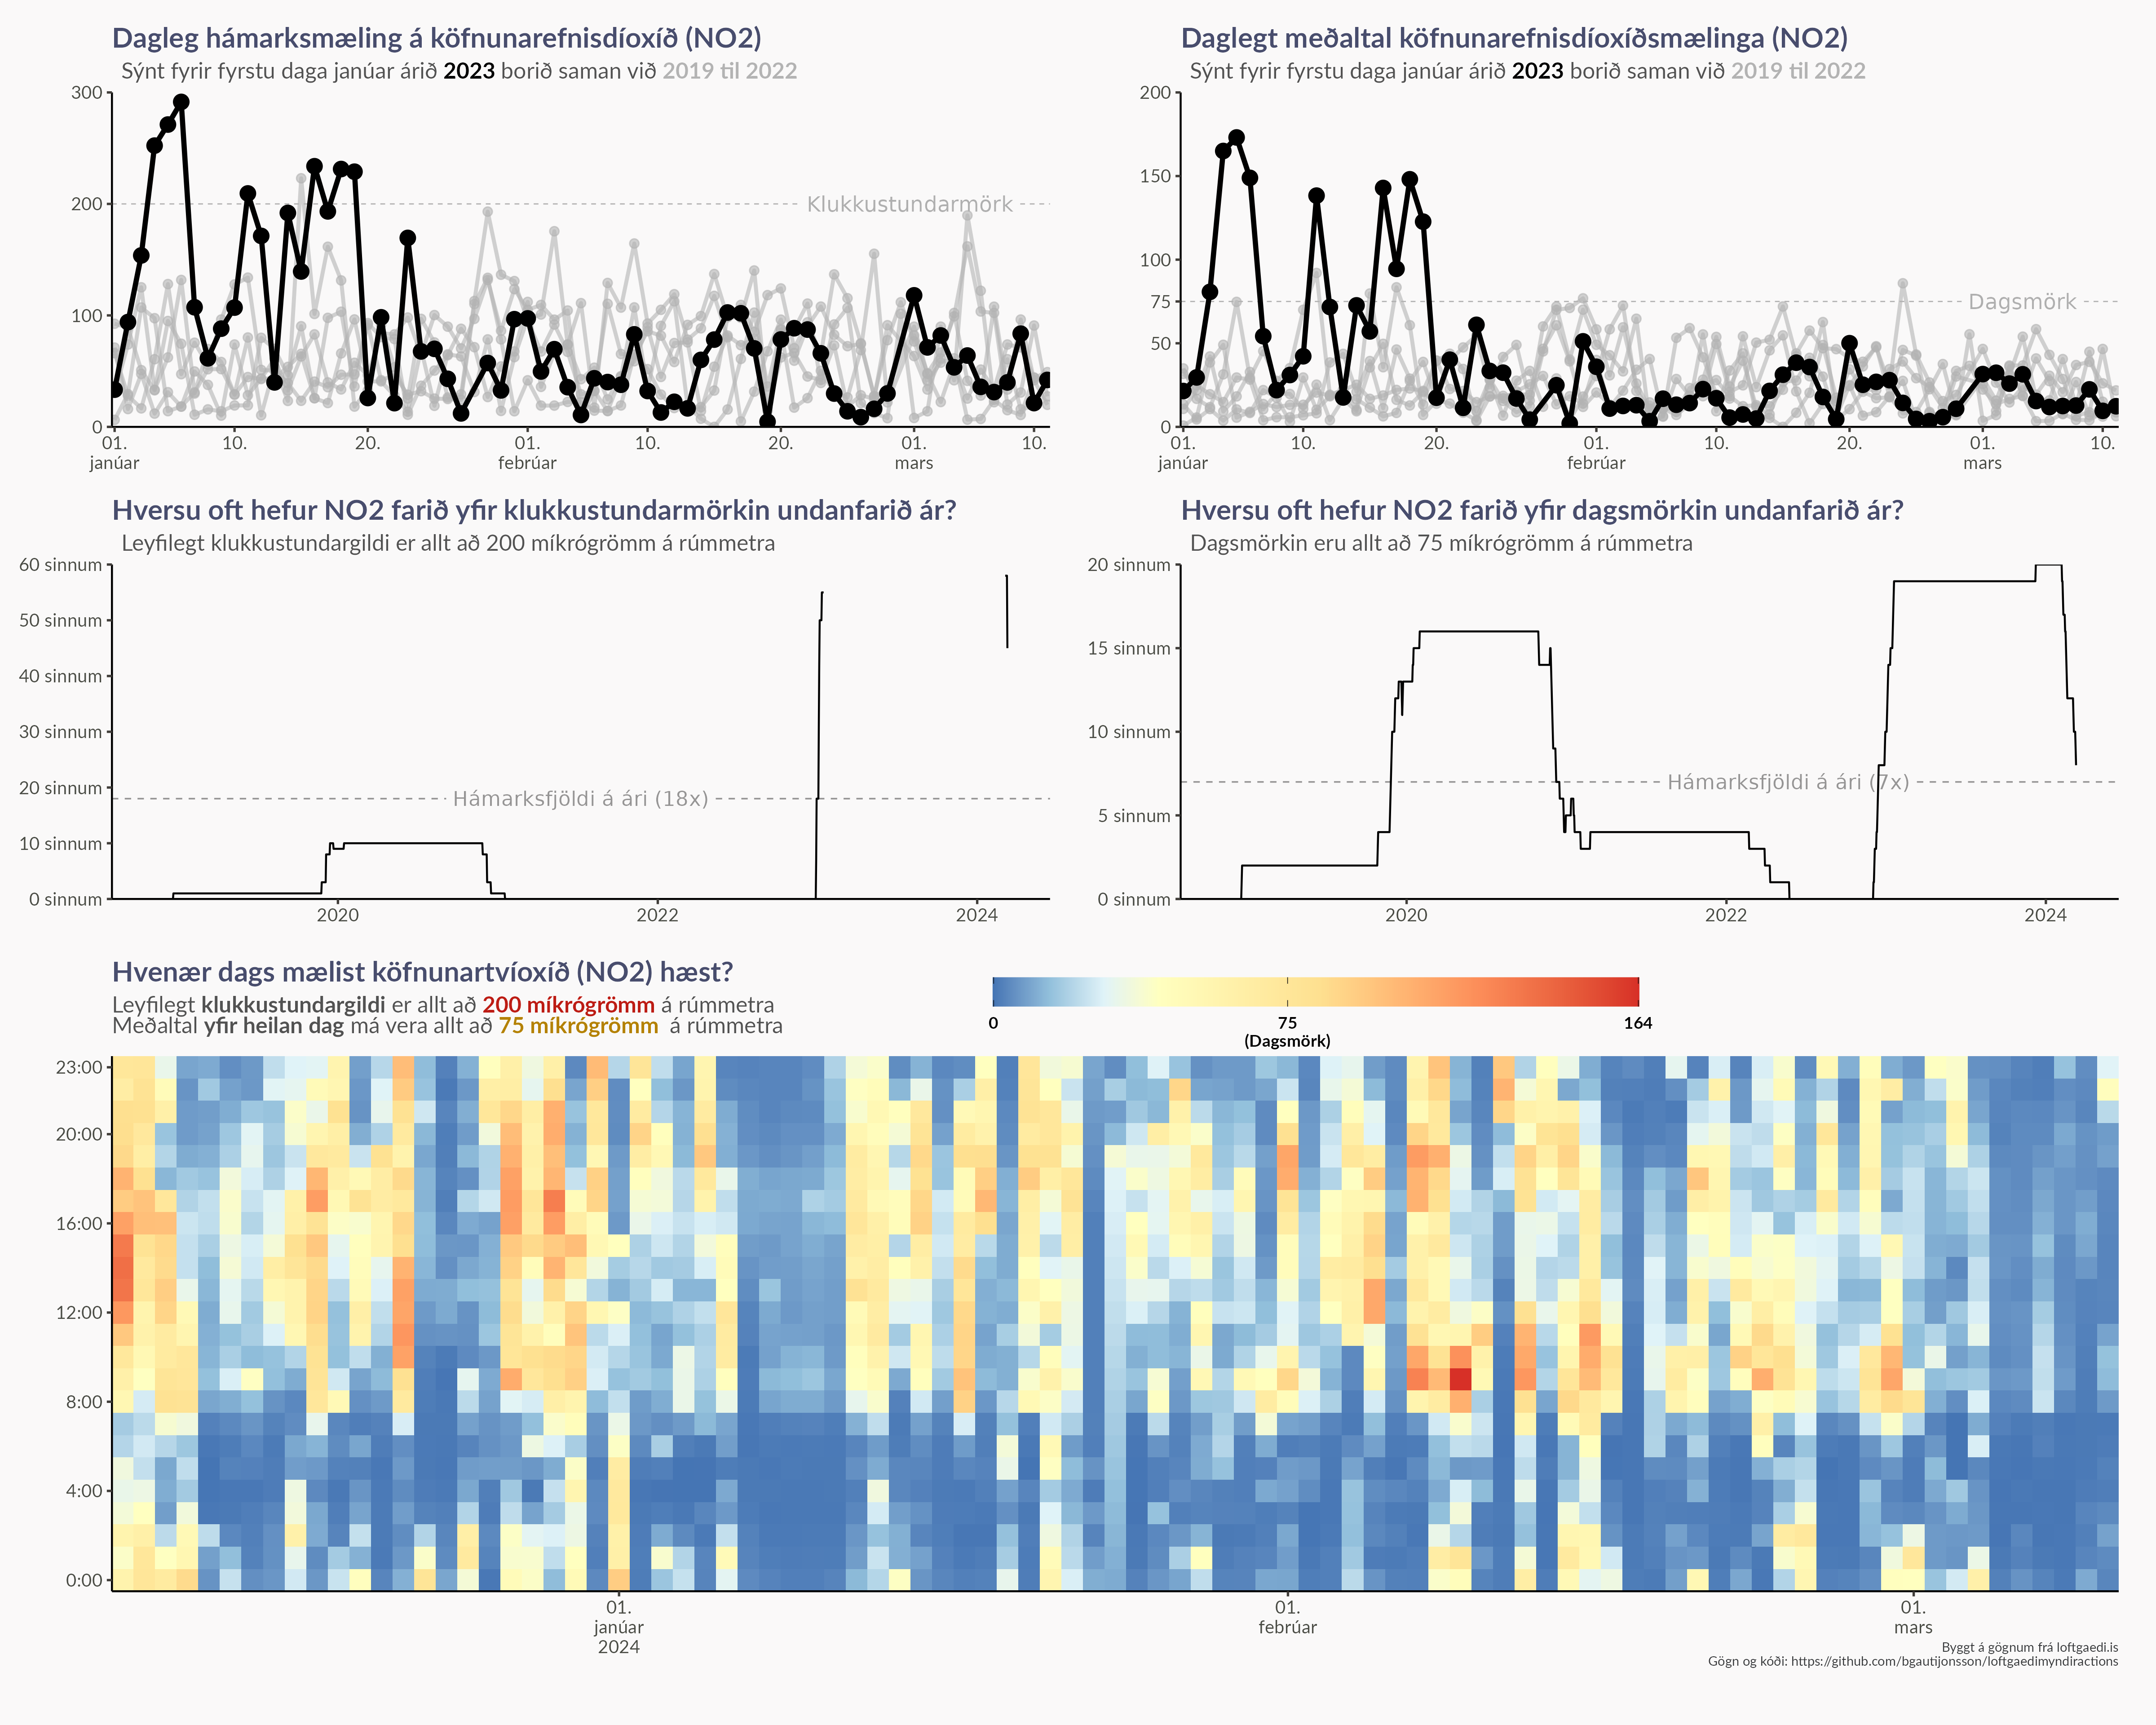 Dagleg hámarksmæling á köfnunarefnisdíoxíð (NO2)
Sýnt fyrir fyrstu daga janúar árið 2023 borið saman við 2019 til 2022
300
200
100
0
Klukkustundarmörk
01.
janúar
10.
20.
01.
febrúar
10.
20.
01.
mars
10.
Daglegt meðaltal köfnunarefnisdíoxíðsmælinga (NO2)
Sýnt fyrir fyrstu daga janúar árið 2023 borið saman við 2019 til 2022
200
150
100
75
50
0
Dagsmörk
01.
janúar
10.
20.
01.
febrúar
10.
20.
01.
mars
10.
Hversu oft hefur NO2 farið yfir klukkustundarmörkin undanfarið ár?
Leyfilegt klukkustundargildi er allt að 200 míkrógrömm á rúmmetra
60 sinnum
50 sinnum
40 sinnum
30 sinnum
20 sinnum
10 sinnum
0 sinnum
Hámarksfjöldi á ári (18x)
2020
2022
2024
Hversu oft hefur NO2 farið yfir dagsmörkin undanfarið ár?
Dagsmörkin eru allt að 75 míkrógrömm á rúmmetra
20 sinnum
15 sinnum
10 sinnum
5 sinnum
0 sinnum
Hámarksfjöldi á ári (7x)
2020
2022
2024
Hvenær dags mælist köfnunartvíoxíð (NO2) hæst?
Leyfilegt klukkustundargildi er allt að 200 míkrógrömm á rúmmetra
Meðaltal yfir heilan dag má vera allt að 75 míkrógrömm á rúmmetra
0
75
(Dagsmörk)
164
23:00
20:00
16:00
12:00
8:00
4:00
0:00
01.
janúar
2024
01.
febrúar
01.
mars
Byggt á gögnum frá loftgaedi.is
Gögn og kóði: https://github.com/bgautijonsson/loftgaedimyndiractions